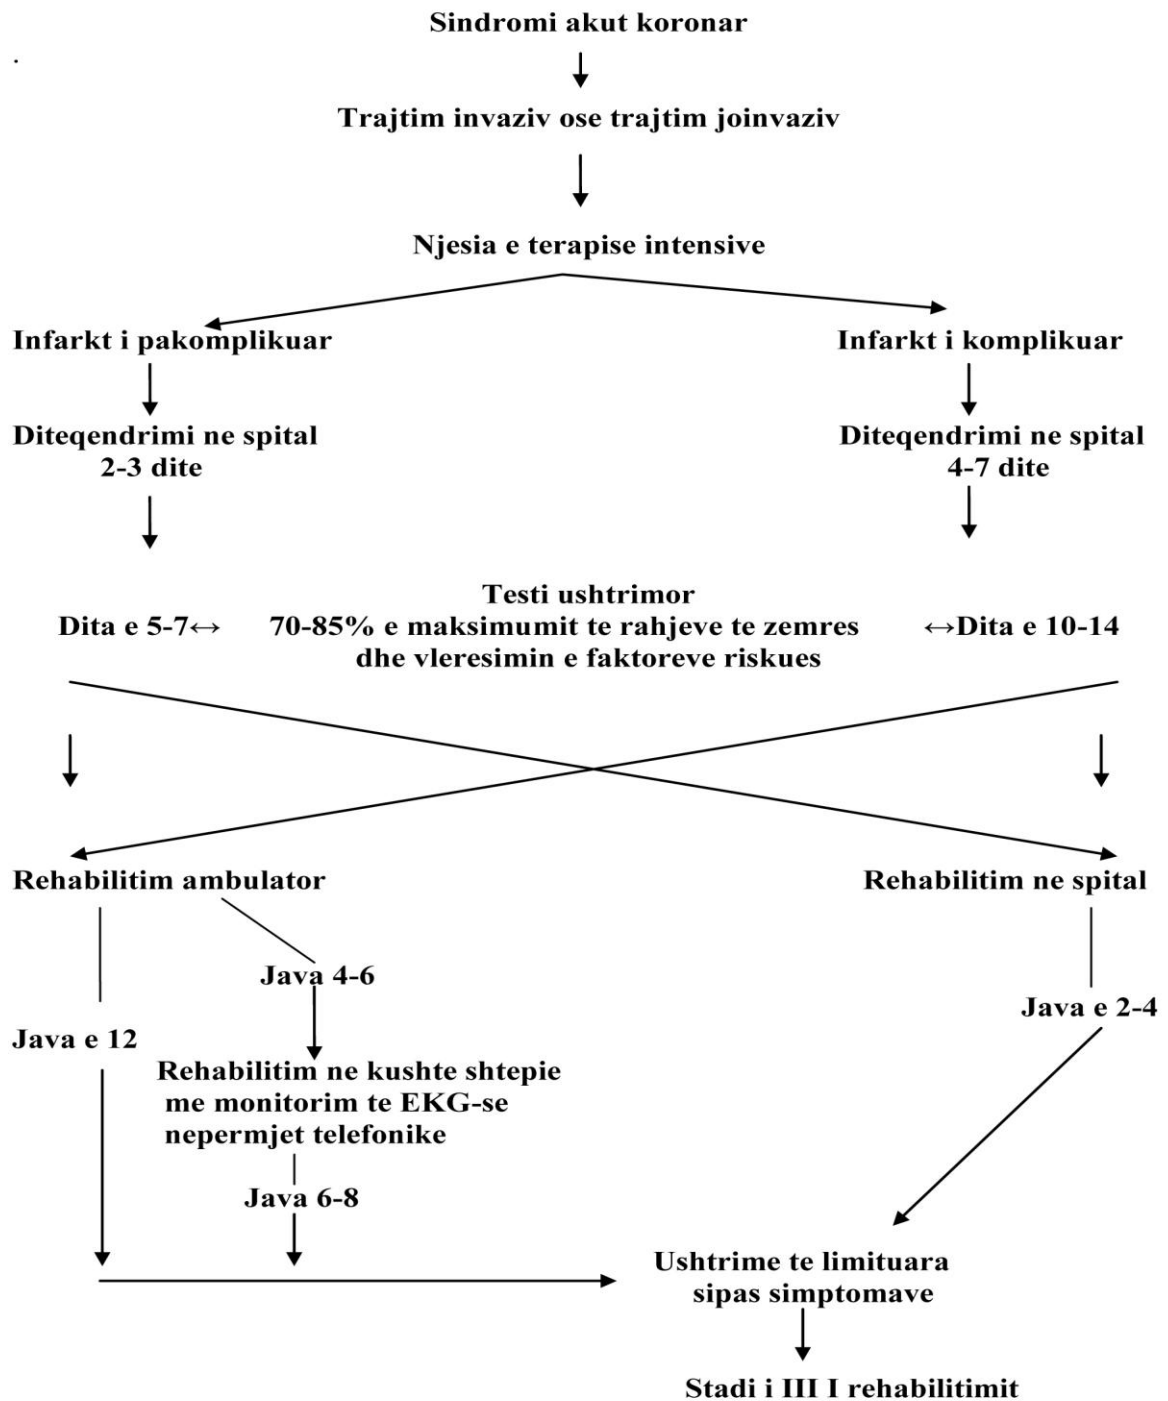 Sindromi akut koronar
.
Trajtim invaziv ose trajtim joinvaziv
Njesia e terapise intensive
Infarkt i pakomplikuar
Infarkt i komplikuar
Diteqendrimi ne spital
2-3 dite
Diteqendrimi ne spital
4-7 dite
Testi ushtrimor
Dita e 5-7↔ 70-85% e maksimumit te rahjeve te zemres ↔Dita e 10-14
dhe vleresimin e faktoreve riskues
Rehabilitim ambulator
Rehabilitim ne spital
Java 4-6
Java e 2-4
Java e 12
Rehabilitim ne kushte shtepie
me monitorim te EKG-se
nepermjet telefonike
Java 6-8
Ushtrime te limituara
sipas simptomave
Stadi i III I rehabilitimit